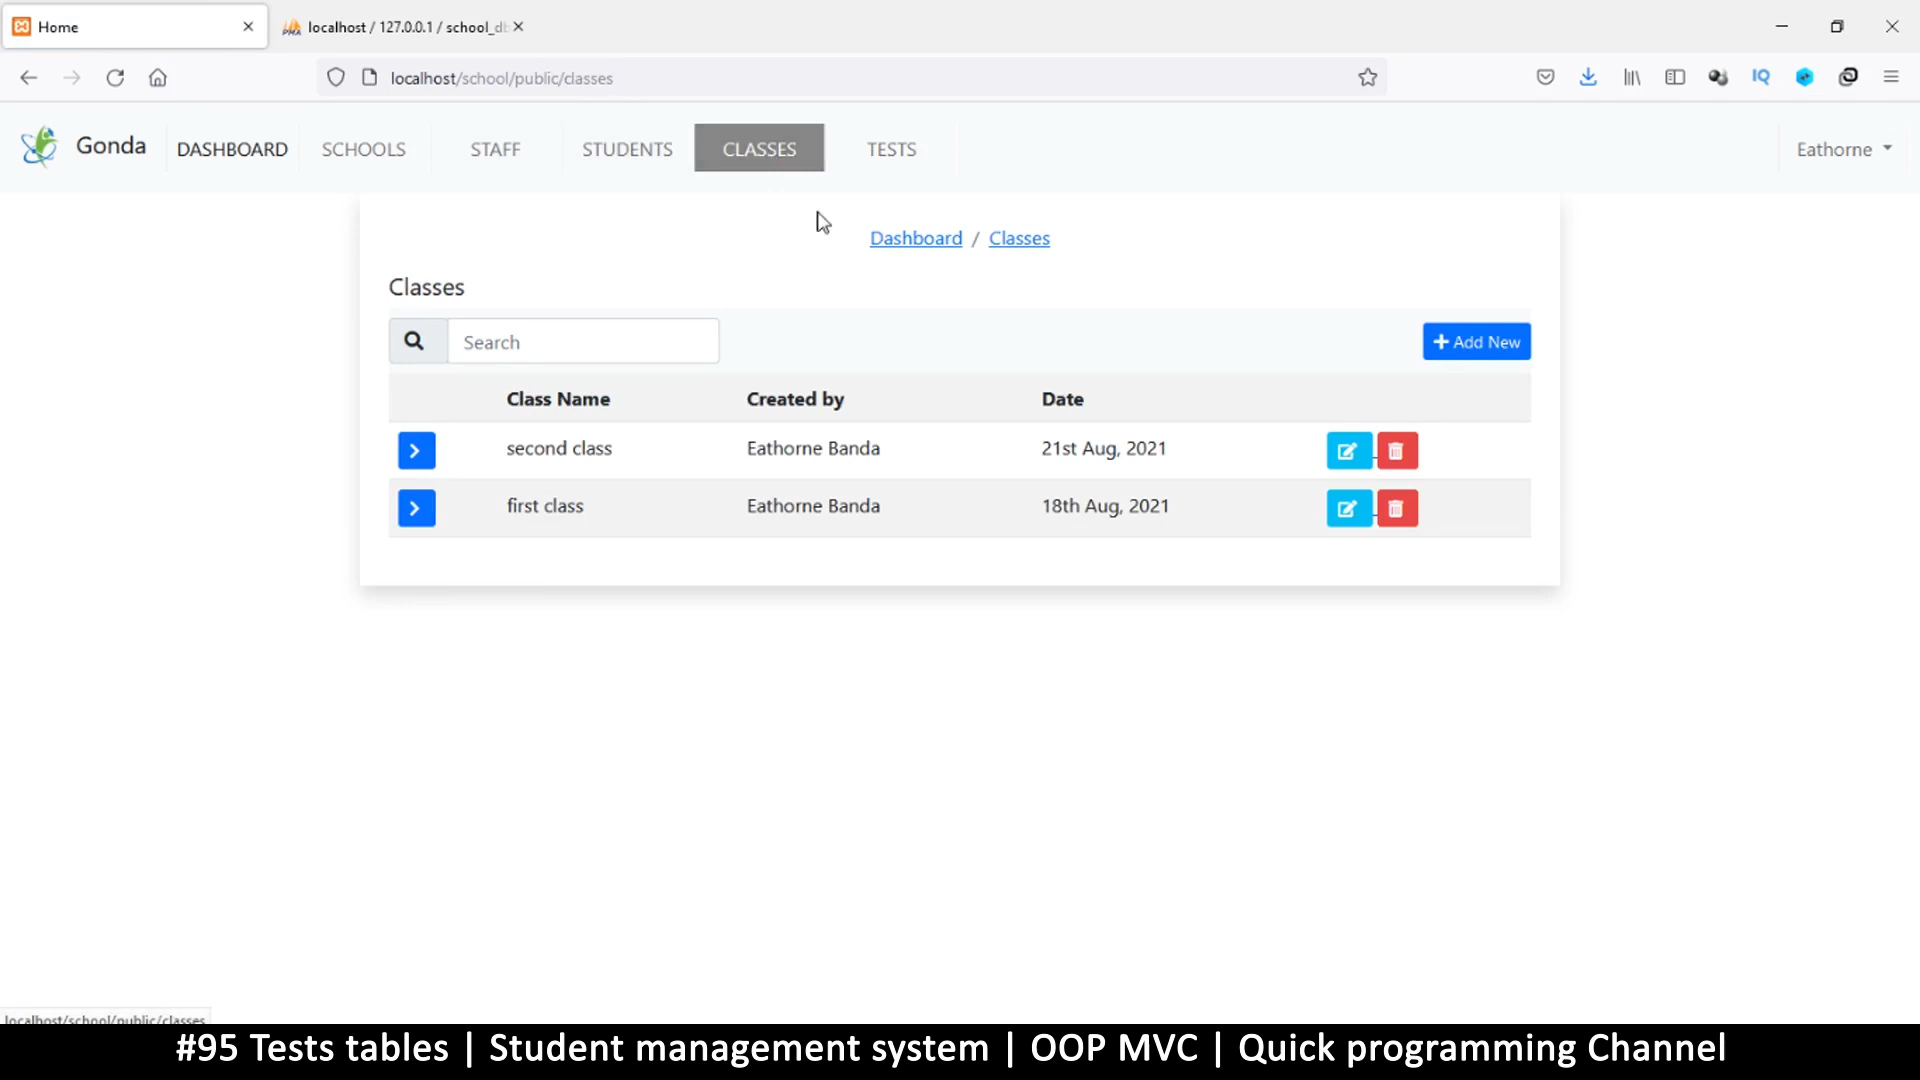 Home
localhost / 127.0.0.1 / school_db
localhost/school/public/classes
IQ
Gonda
DASHBOARD
SCHOOLS
STAFF
STUDENTS
CLASSES
TESTS
Eathorne
Dashboard / Classes
Classes
Search
Add New
Class Name Created by Date
second class Eathorne Banda 21st Aug, 2021
first class Eathorne Banda 18th Aug, 2021
localhost/school/public/classes
#95 Tests tables | Student management system | OOP MVC | Quick programming Channel